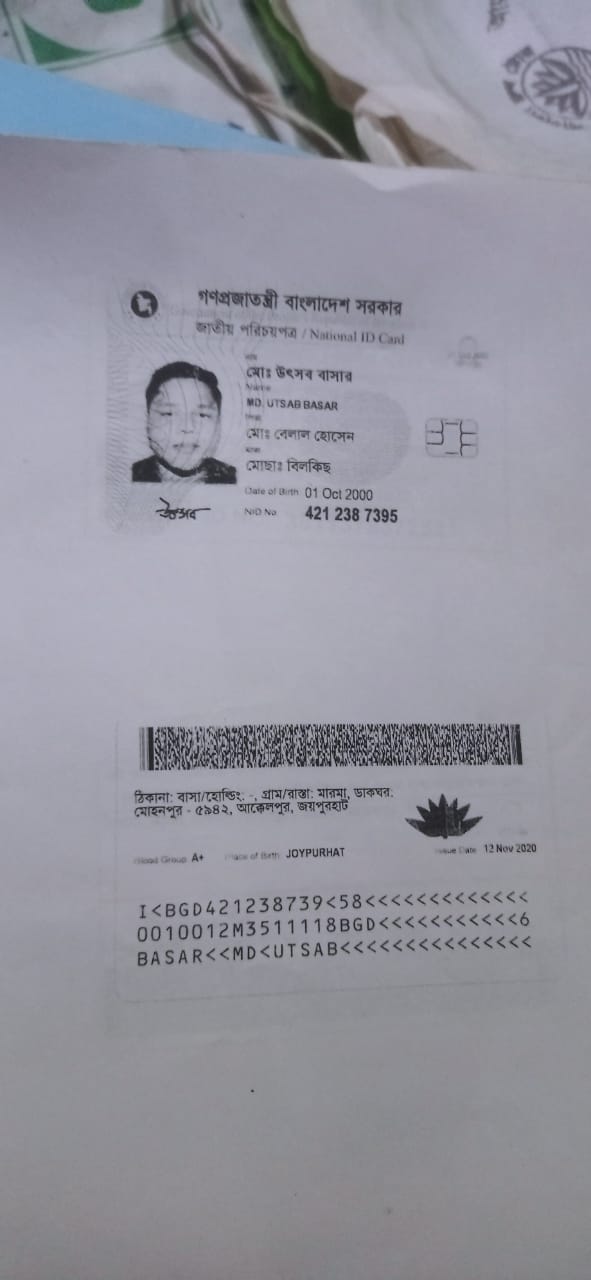 গণপ্রজাতন্ত্রী বাংলাদেশ সরকার
জাতীয় পরিচয়পত্র / National ID Card
মোঃ উৎসব বাসার
Name
MD. UTSAB BASAR
মোঃ বেলাল হোসেন
মোছাঃ বিলকিছ
Date of Birth 01 Oct 2000
NID No 421 238 7395
উৎসব
ঠিকানা: বাসা/হোল্ডিং: -, গ্রাম/রাস্তা: মারমা, ডাকঘর:
মোহনপুর - ৫৯৪২, আক্কেলপুর, জয়পুরহাট
Blood Group A+ Place of Birth JOYPURHAT Issue Date 12 Nov 2020
I<BGD421238739<58<<<<<<<<<<<<<
0010012M3511118BGD<<<<<<<<<<<6
BASAR<<MD<UTSAB<<<<<<<<<<<<<<<